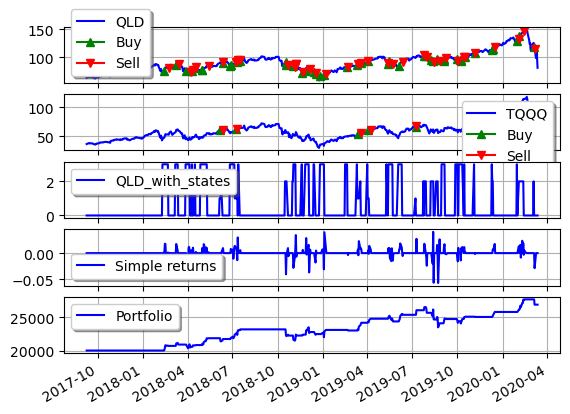 150
100
QLD
Buy
Sell
100
50
TQQQ
Buy
Sell
2
0
QLD_with_states
0.00
−0.05
Simple returns
25000
20000
Portfolio
2017-10 2018-01 2018-04 2018-07 2018-10 2019-01 2019-04 2019-07 2019-10 2020-01 2020-04